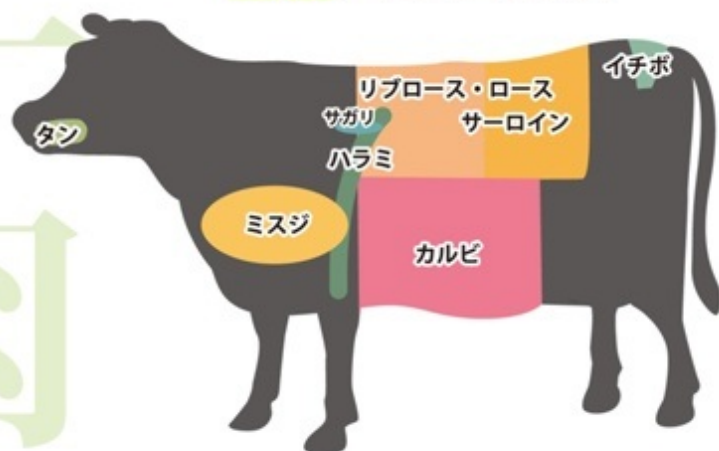 イチボ
リブロース・ロース
サガリ
サーロイン
タン
ハラミ
ミスジ
カルビ